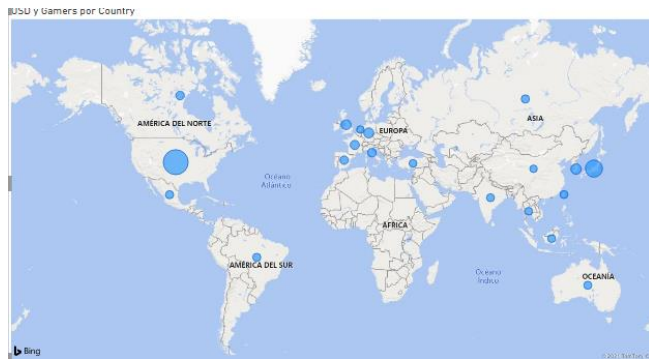 USD y Gamers por Country
AMÉRICA DEL NORTE
EUROPA
ASIA
Océano
Atlántico
ÁFRICA
AMÉRICA DEL SUR
Océano
Índico
OCEANÍA
Bing